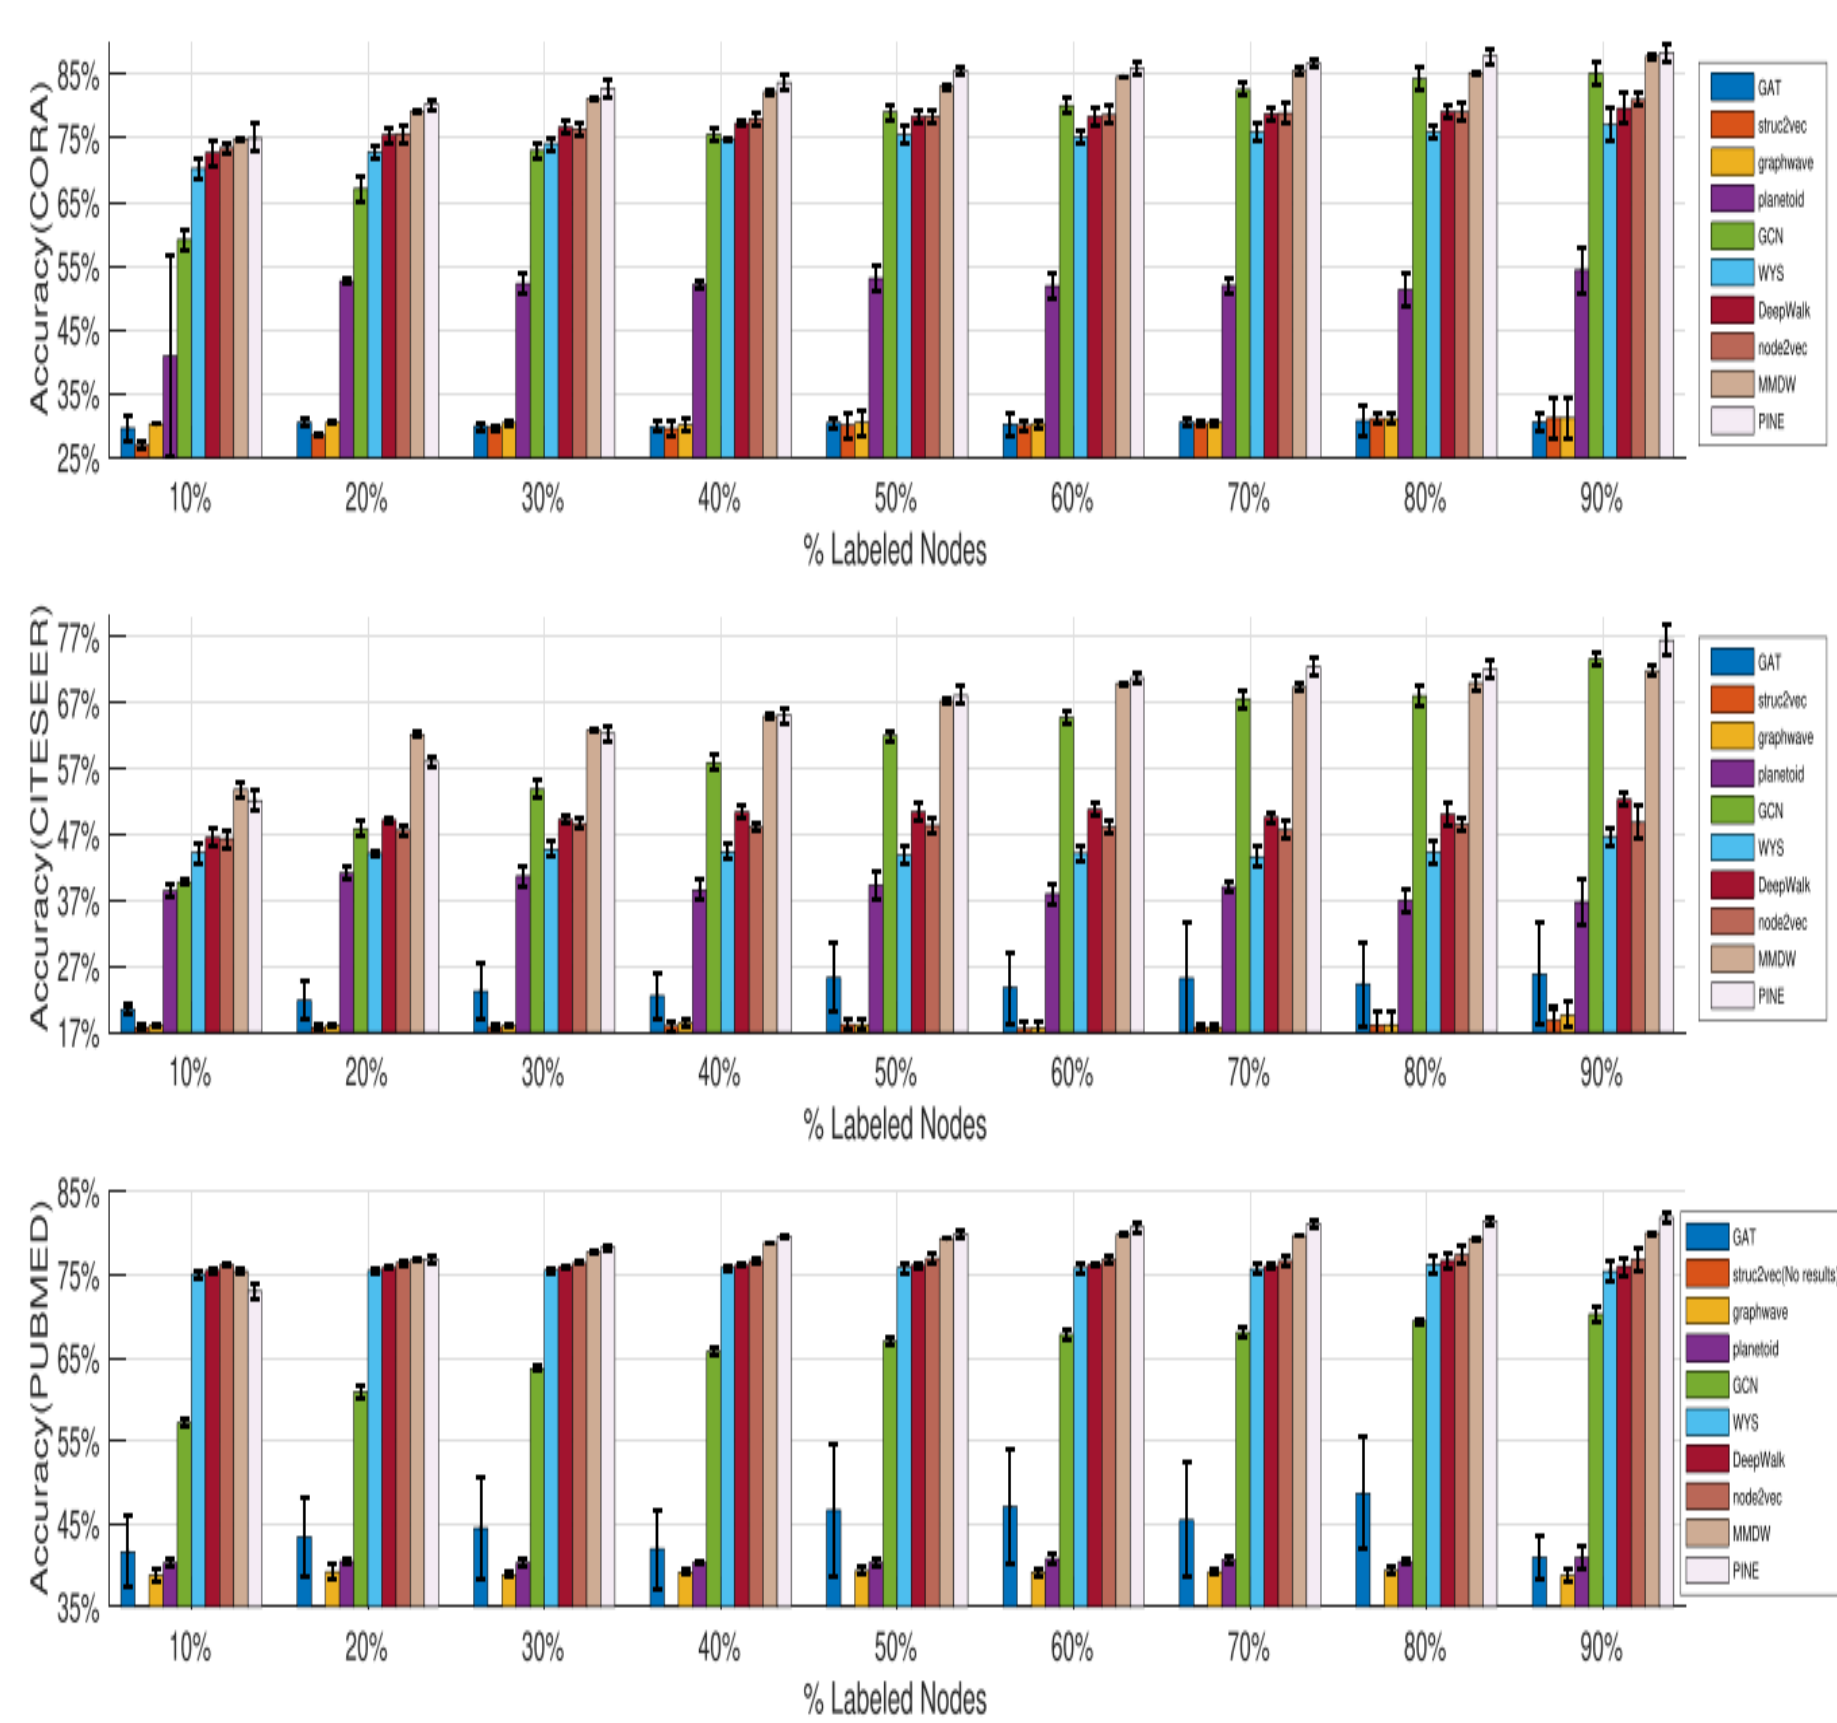 Accuracy(CORA)
85%
75%
65%
55%
45%
35%
25%
10% 20% 30% 40% 50% 60% 70% 80% 90%
% Labeled Nodes
GAT
struc2vec
graphwave
planetoid
GCN
WYS
DeepWalk
node2vec
MMDW
PINE
Accuracy(CITESEER)
77%
67%
57%
47%
37%
27%
17%
10% 20% 30% 40% 50% 60% 70% 80% 90%
% Labeled Nodes
GAT
struc2vec
graphwave
planetoid
GCN
WYS
DeepWalk
node2vec
MMDW
PINE
Accuracy(PUBMED)
85%
75%
65%
55%
45%
35%
10% 20% 30% 40% 50% 60% 70% 80% 90%
% Labeled Nodes
GAT
struc2vec(No results)
graphwave
planetoid
GCN
WYS
DeepWalk
node2vec
MMDW
PINE